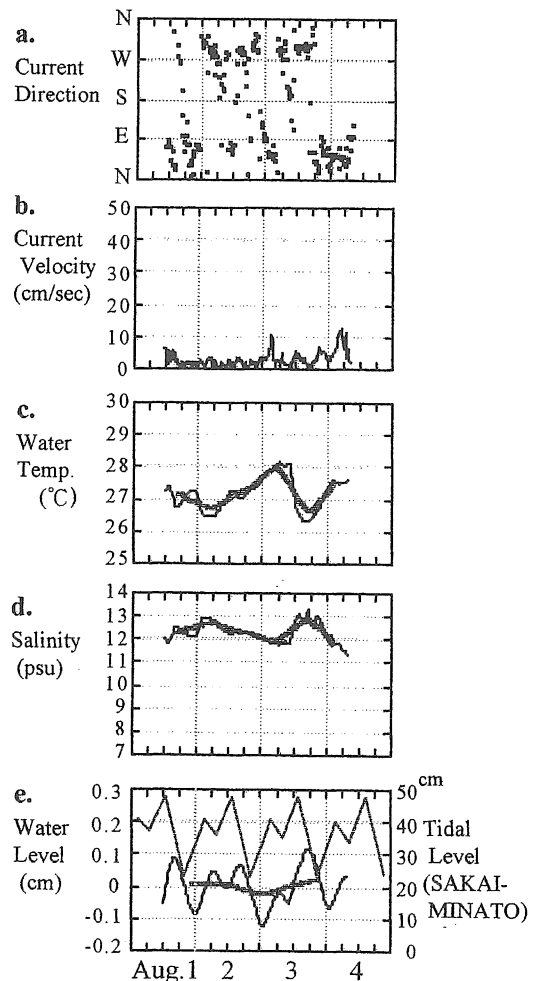 a.
Current
Direction
N
W
S
E
N
b.
Current
Velocity
(cm/sec)
50
40
30
20
10
0
c.
Water
Temp.
(℃)
30
29
28
27
26
25
d.
Salinity
(psu)
14
13
12
11
10
9
8
7
e.
Water
Level
(cm)
0.3
0.2
0.1
0
-0.1
-0.2
50 cm
40
30
20
10
0
Tidal
Level
(SAKAI-
MINATO)
Aug.1 2 3 4